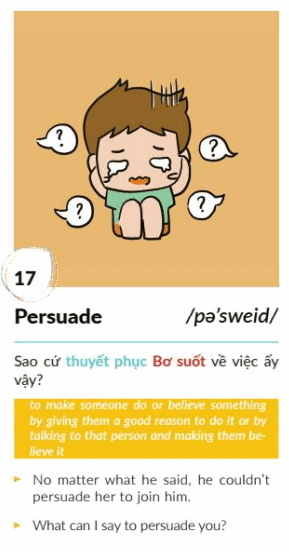 ?
?
?
?
17
Persuade /pə'sweid/
Sao cứ thuyết phục Bơ suốt về việc ấy
vậy?
to make someone do or believe something
by giving them a good reason to do it or by
talking to that person and making them be-
lieve it
No matter what he said, he couldn't
persuade her to join him.
What can I say to persuade you?